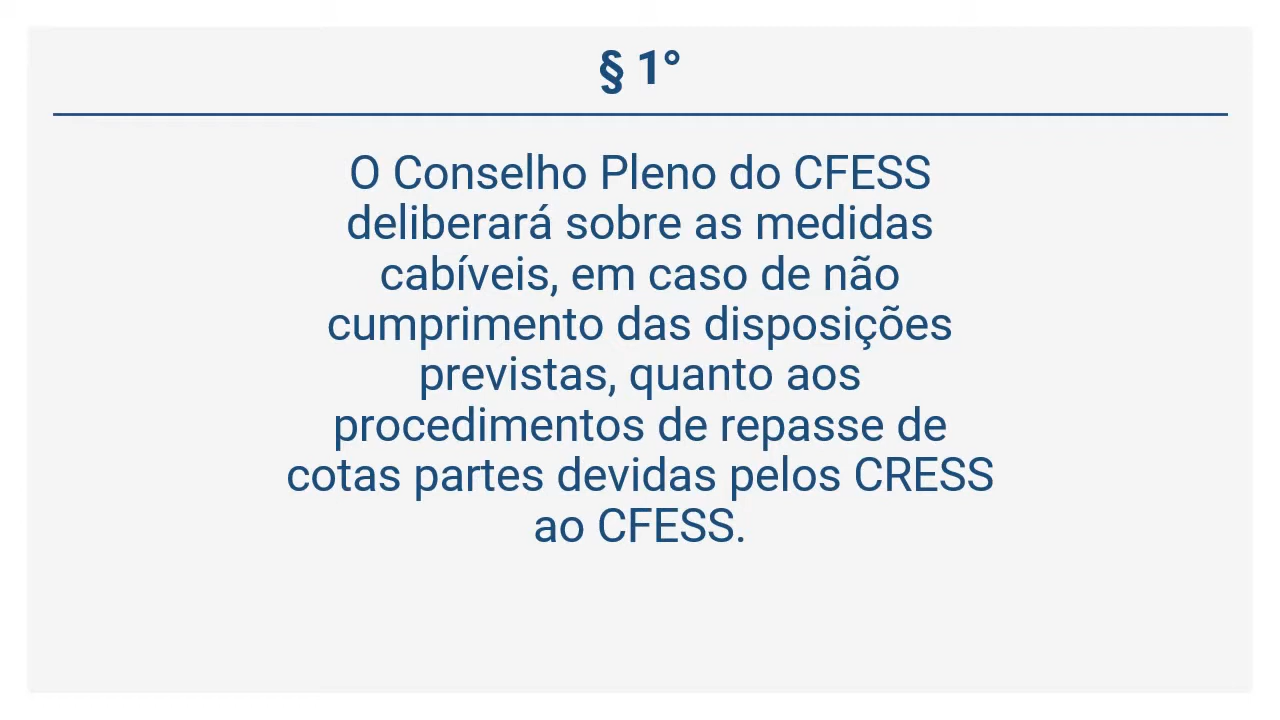 § 1°
O Conselho Pleno do CFESS
deliberará sobre as medidas
cabíveis, em caso de não
cumprimento das disposições
previstas, quanto aos
procedimentos de repasse de
cotas partes devidas pelos CRESS
ao CFESS.